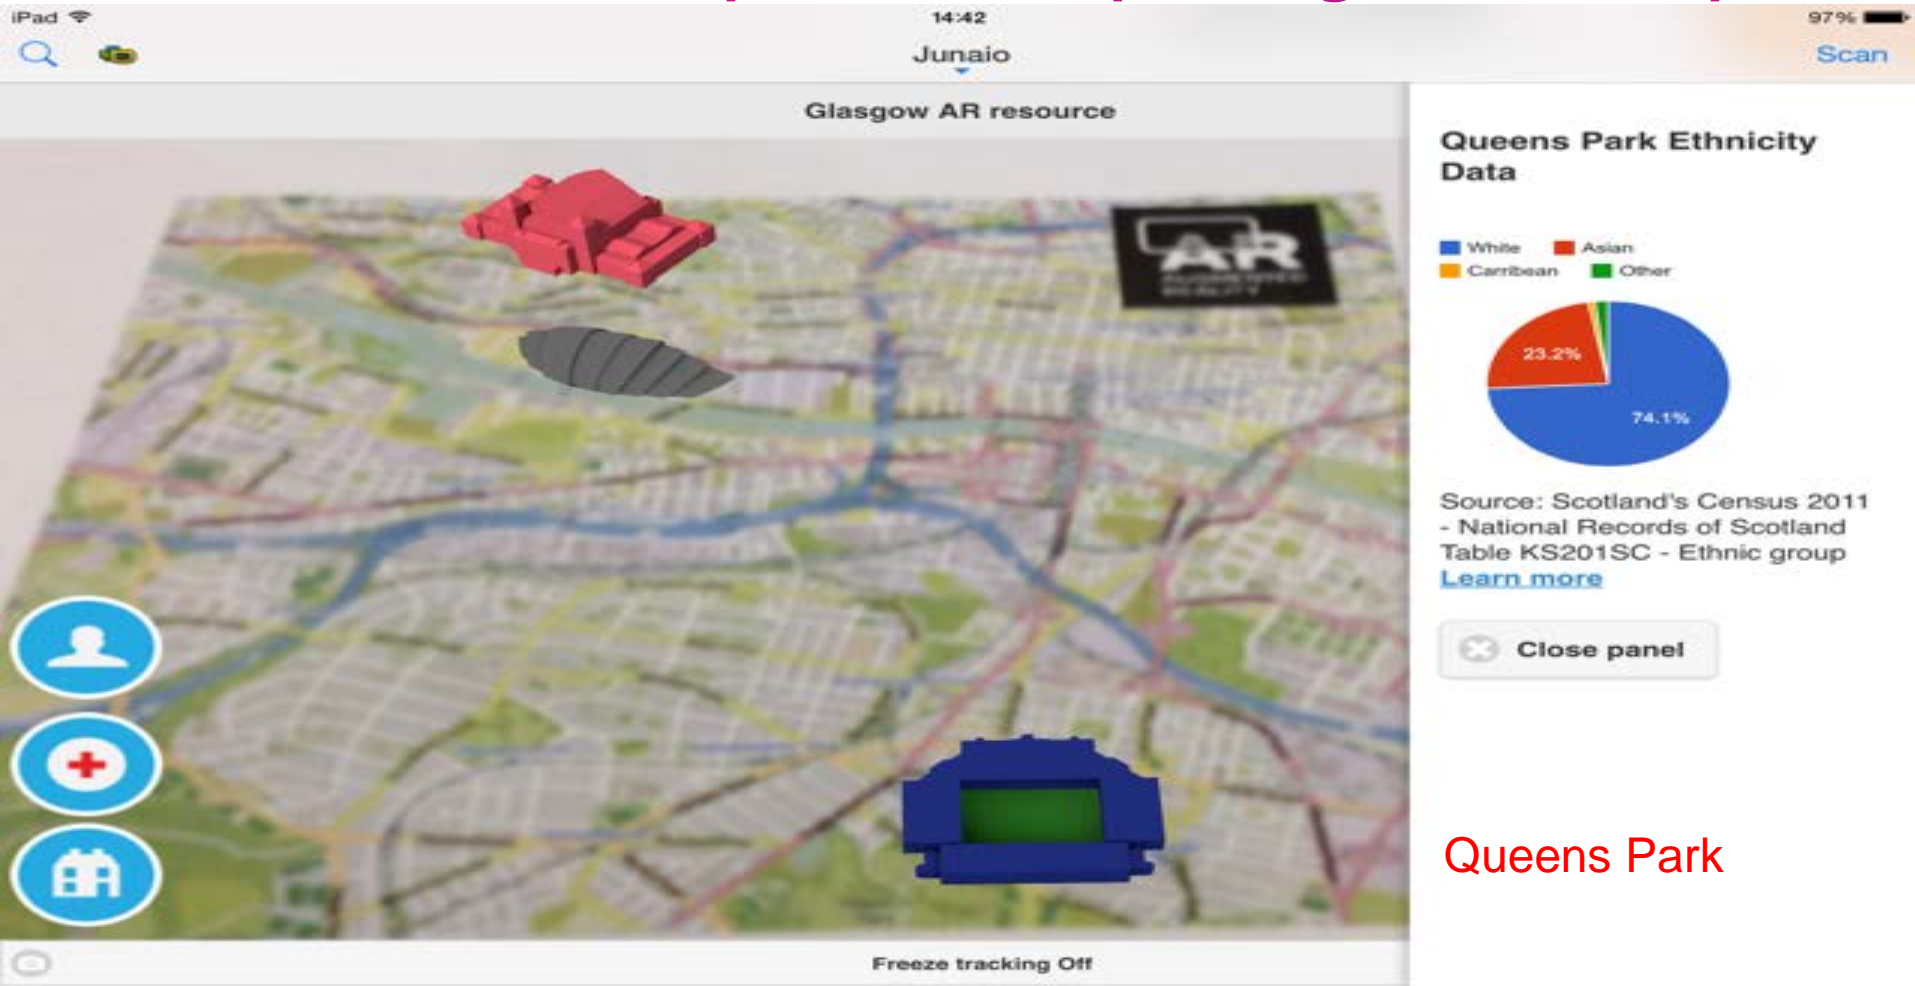 iPad
14:42
97%
Junaio
Scan
Glasgow AR resource
AR
Queens Park Ethnicity
Data
White Asian
Carribean Other
23.2%
74.1%
Source: Scotland's Census 2011
- National Records of Scotland
Table KS201SC - Ethnic group
Learn more
Close panel
Queens Park
Freeze tracking Off